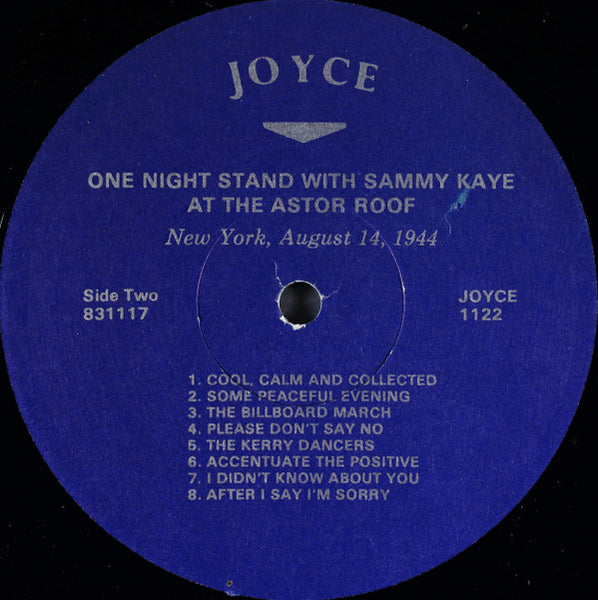 JOYCE
ONE NIGHT STAND WITH SAMMY KAYE
AT THE ASTOR ROOF
New York, August 14, 1944
Side Two
831117
JOYCE
1122
1. COOL, CALM AND COLLECTED
2. SOME PEACEFUL EVENING
3. THE BILLBOARD MARCH
4. PLEASE DON'T SAY NO
5. THE KERRY DANCERS
6. ACCENTUATE THE POSITIVE
7. I DIDN'T KNOW ABOUT YOU
8. AFTER I SAY I'M SORRY